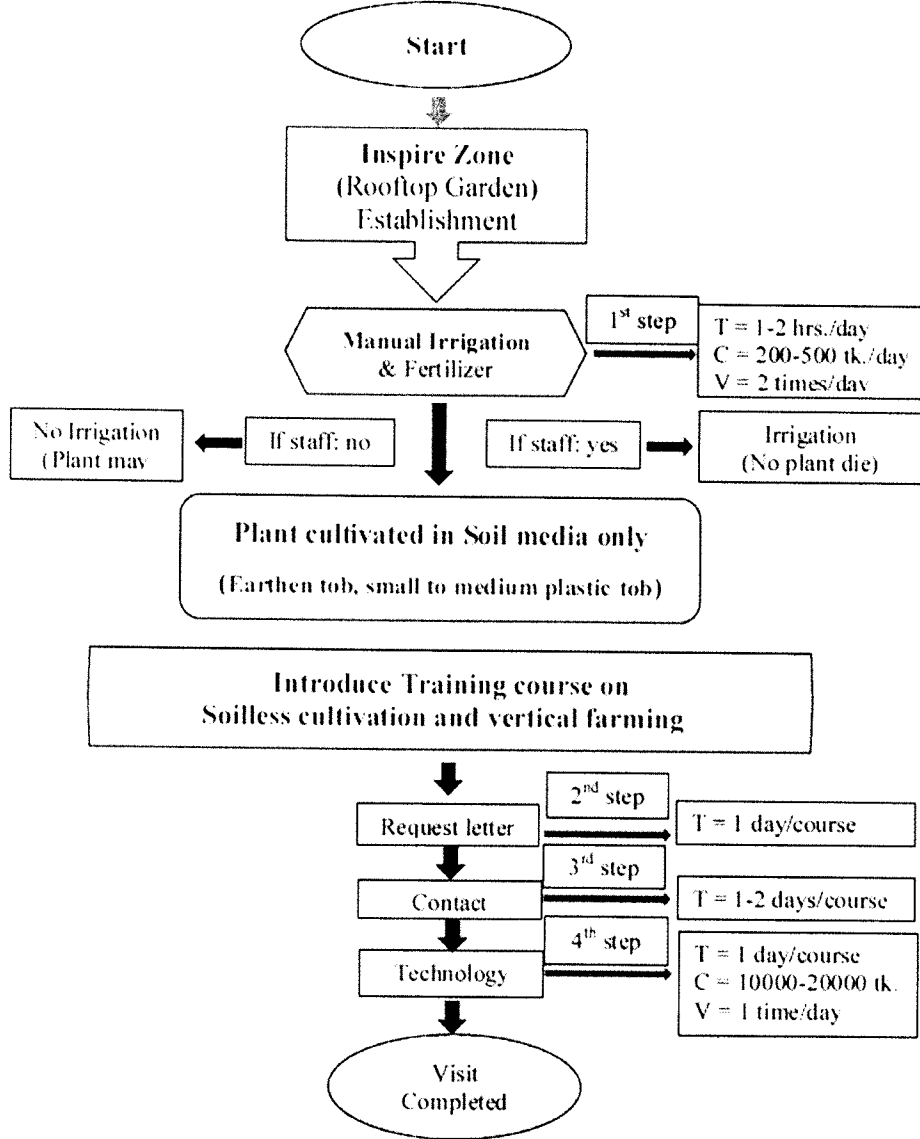 Start
Inspire Zone
(Rooftop Garden)
Establishment
1st step
Manual Irrigation
& Fertilizer
T = 1-2 hrs./day
C = 200-500 tk./day
V = 2 times/day
No Irrigation
(Plant may
If staff: no
If staff: yes
Irrigation
(No plant die)
Plant cultivated in Soil media only
(Earthen tob, small to medium plastic tob)
Introduce Training course on
Soilless cultivation and vertical farming
2nd step
Request letter
T = 1 day/course
3rd step
Contact
T = 1-2 days/course
4th step
Technology
T = 1 day/course
C = 10000-20000 tk.
V = 1 time/day
Visit
Completed